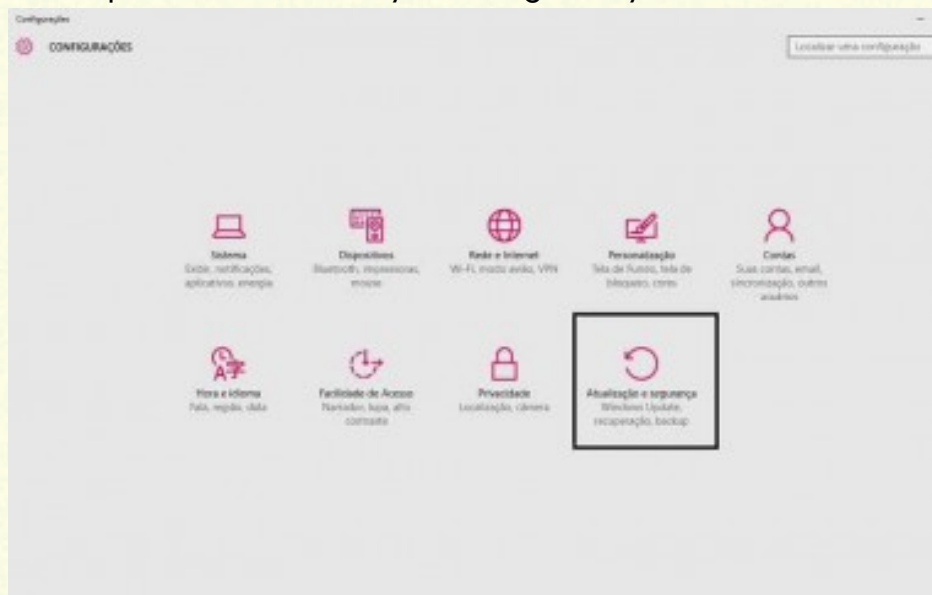 Configurações
CONFIGURAÇÕES
Localizar uma configuração
Sistema
Exibir, notificações,
aplicativos, energia
Dispositivos
Bluetooth, impressoras,
mouse
Rede e Internet
Wi-Fi, modo avião, VPN
Personalização
Tela de Fundo, tela de
bloqueio, cores
Contas
Suas contas, email,
sincronização, outros
usuários
Hora e idioma
Fala, região, data
Facilidade de Acesso
Narrador, lupa, alto
contraste
Privacidade
Localização, câmera
Atualização e segurança
Windows Update,
recuperação, backup